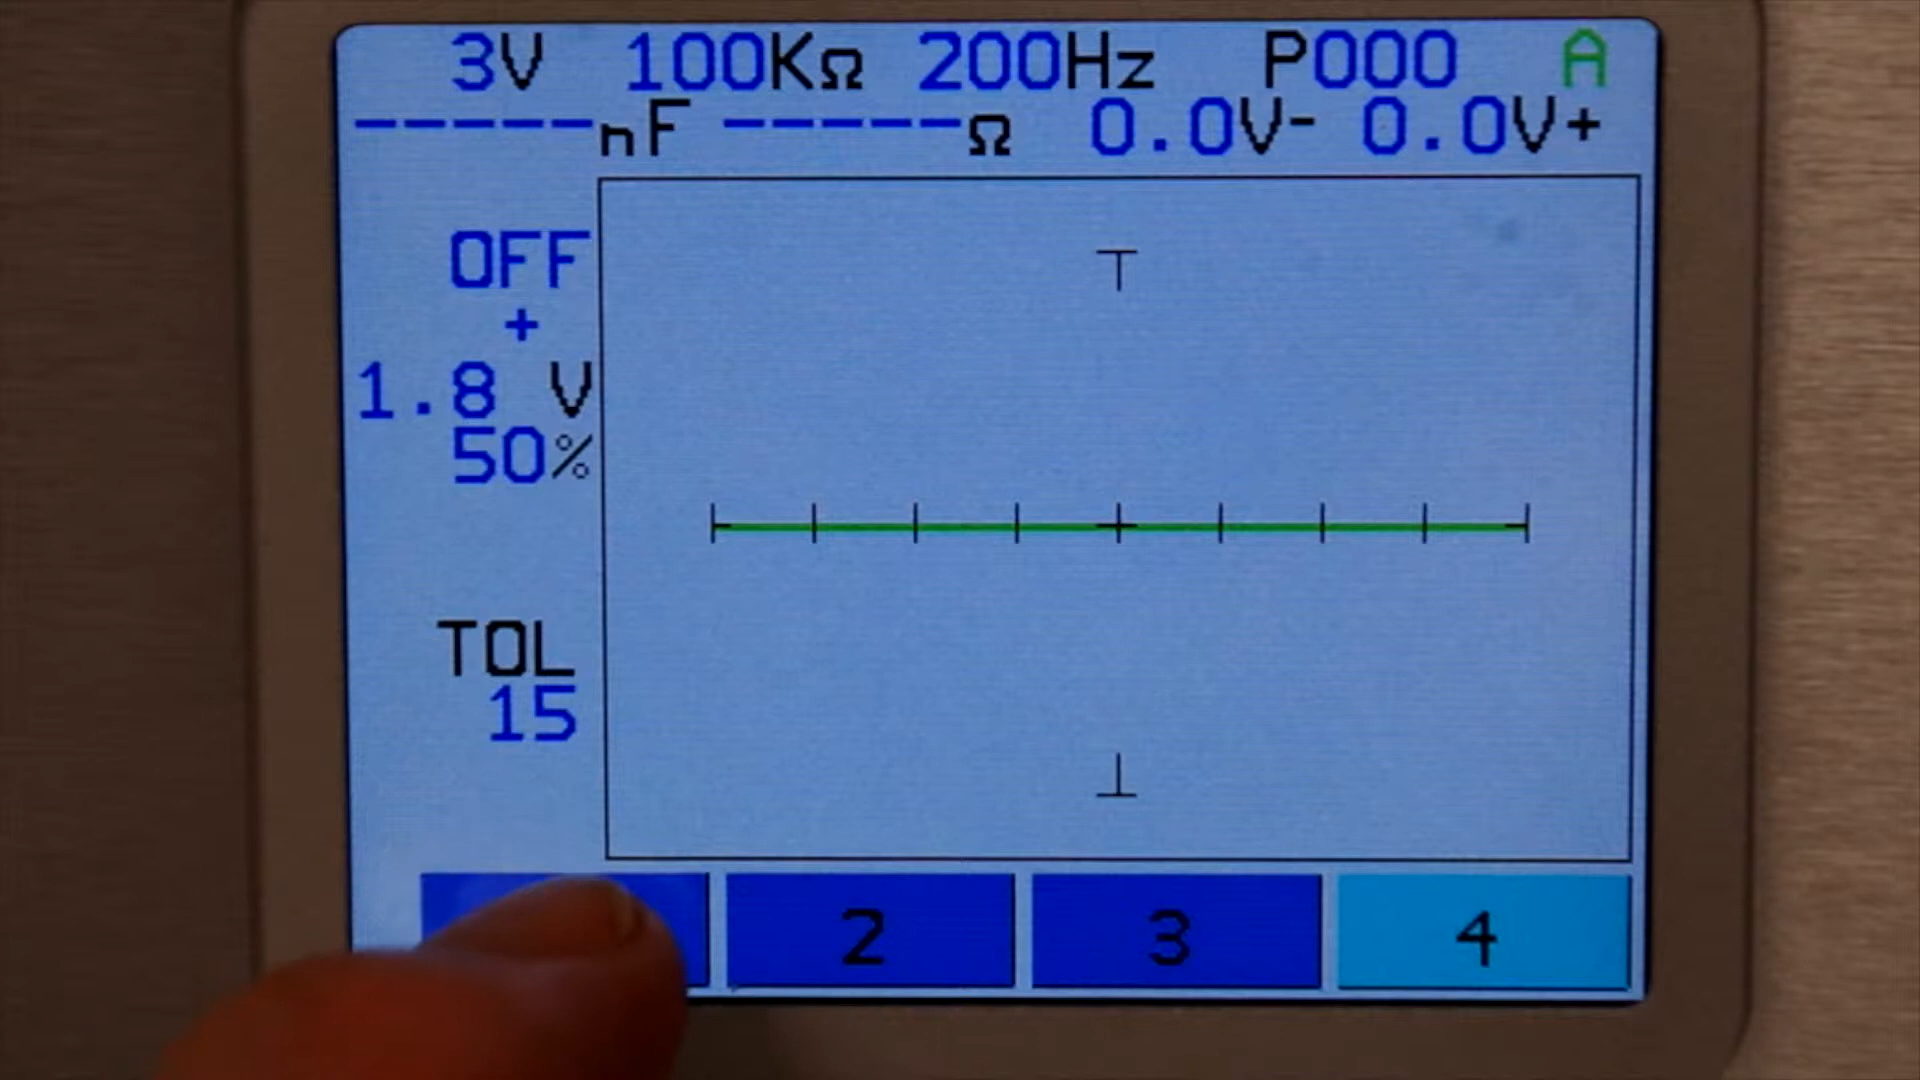 3V 100KΩ 200Hz P000 A
-----nF -----Ω 0.0V- 0.0V+
OFF
+
1.8 V
50%
TOL
15
2 3 4